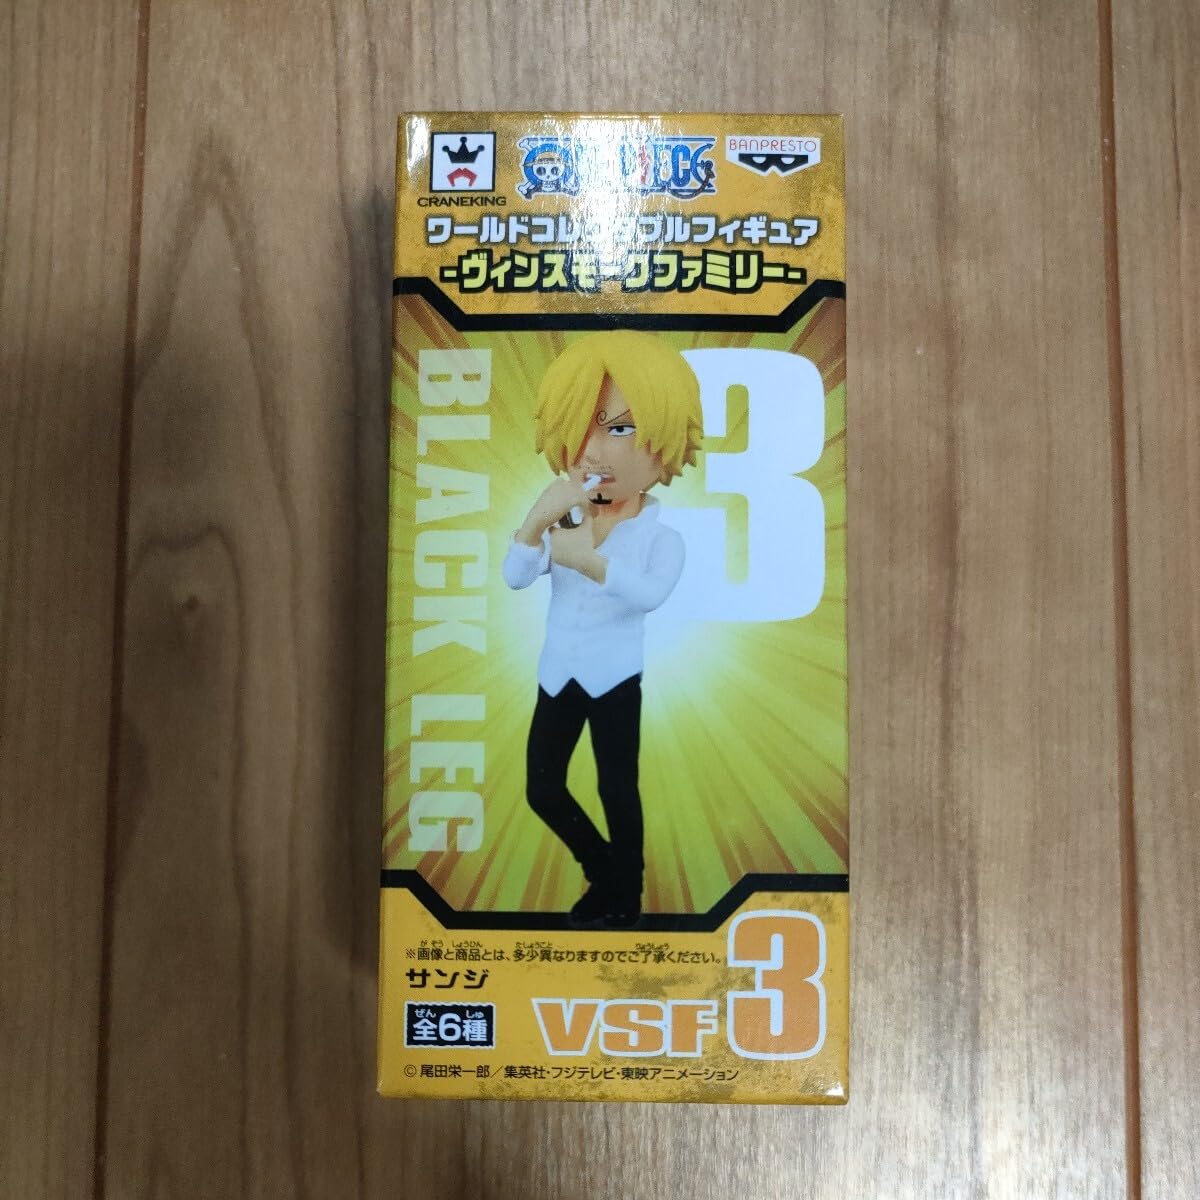 CRANEKING
ONE PIECE
BANPRESTO
ワールドコレクタブルフィギュア
-ヴィンスモークファミリー-
3
BLACK LEG
※画像と商品とは、多少異なりますのでご了承ください。
サンジ
全6種
VSF3
©尾田栄一郎／集英社・フジテレビ・東映アニメーション